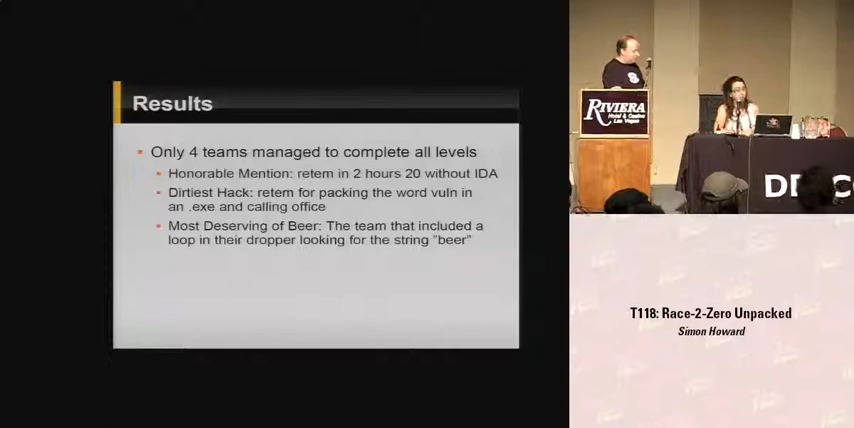 Results
Only 4 teams managed to complete all levels
Honorable Mention: retem in 2 hours 20 without IDA
Dirtiest Hack: retem for packing the word vuln in
an .exe and calling office
Most Deserving of Beer: The team that included a
loop in their dropper looking for the string "beer"
RIVIERA
Hotel & Casino
Las Vegas
T118: Race-2-Zero Unpacked
Simon Howard